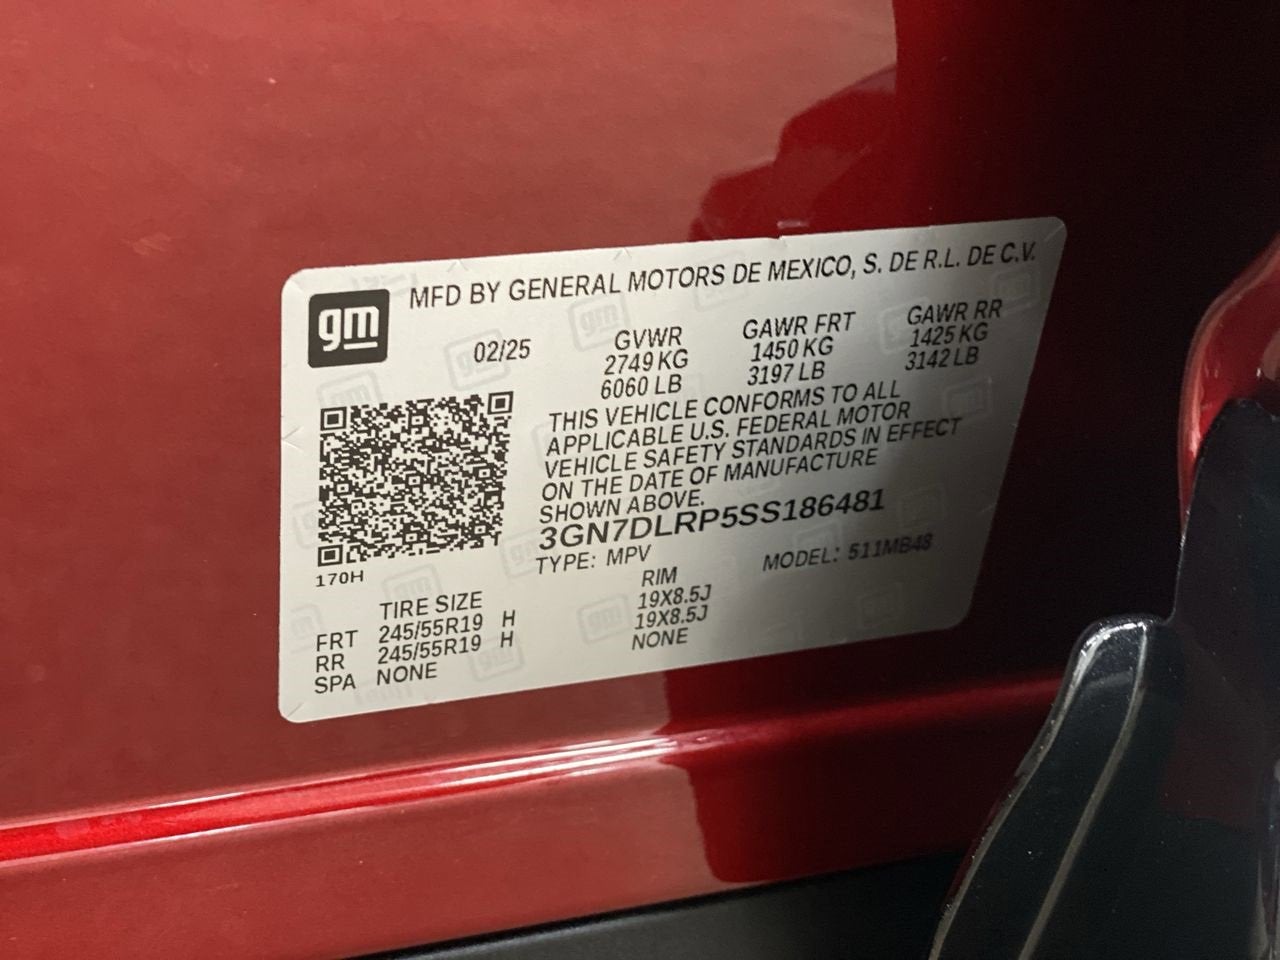 gm MFD BY GENERAL MOTORS DE MEXICO, S. DE R.L. DE C.V.
02/25 GVWR GAWR FRT GAWR RR
2749 KG 1450 KG 1425 KG
6060 LB 3197 LB 3142 LB
THIS VEHICLE CONFORMS TO ALL
APPLICABLE U.S. FEDERAL MOTOR
VEHICLE SAFETY STANDARDS IN EFFECT
ON THE DATE OF MANUFACTURE
SHOWN ABOVE.
3GN7DLRP5SS186481
TYPE: MPV MODEL: 511MB48
170H
TIRE SIZE RIM
FRT 245/55R19 H 19X8.5J
RR 245/55R19 H 19X8.5J
SPA NONE NONE